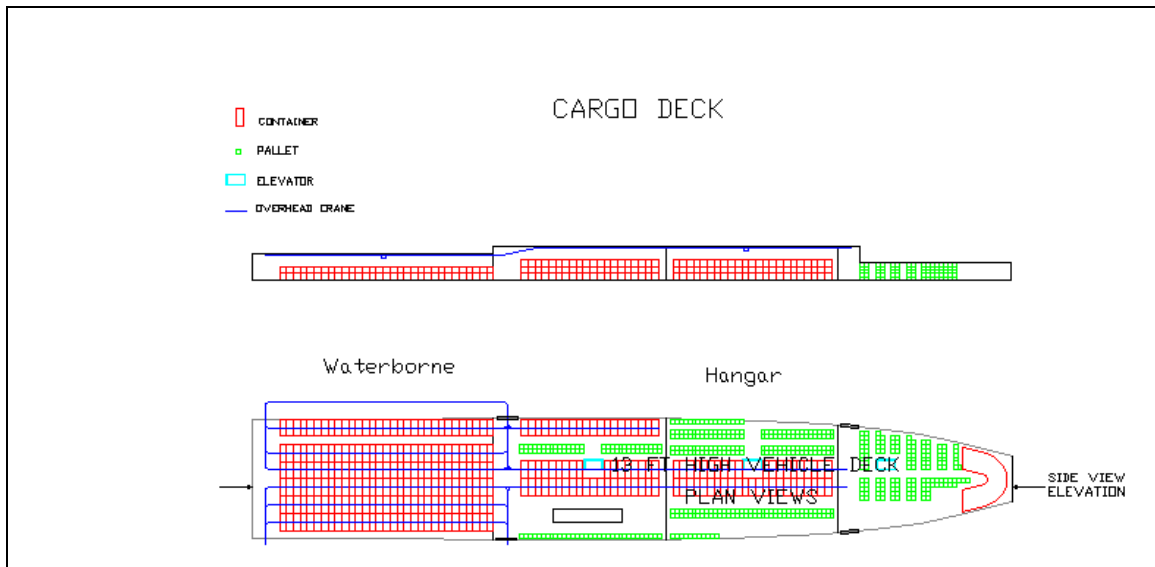 CARGO DECK
CONTAINER
PALLET
ELEVATOR
OVERHEAD CRANE
Waterborne
Hangar
13 FT HIGH VEHICLE DECK
PLAN VIEWS
SIDE VIEW
ELEVATION